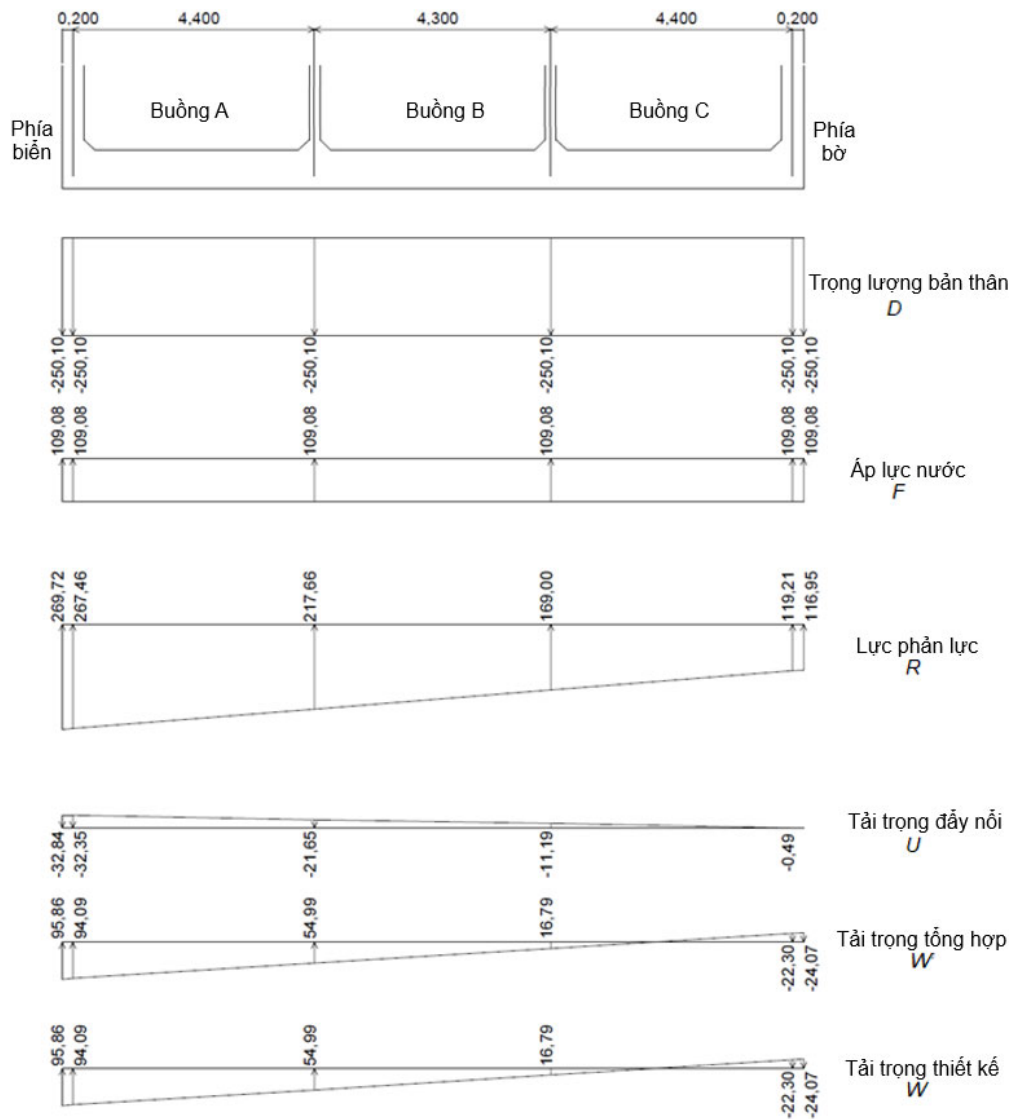 0,200 4,400 4,300 4,400 0,200
Phía
biển
Buồng A
Buồng B
Buồng C
Phía
bờ
Trọng lượng bản thân
D
-250,10 -250,10 -250,10 -250,10 -250,10 -250,10
109,08 109,08 109,08 109,08 109,08 109,08
Áp lực nước
F
269,72 267,46 217,66 169,00 119,21 116,95
Lực phản lực
R
Tải trọng đẩy nổi
U
-32,84 -32,35 -21,65 -11,19 -0,49
95,86 94,09 54,99 16,79
Tải trọng tổng hợp
W'
-22,30 -24,07
95,86 94,09 54,99 16,79
Tải trọng thiết kế
W
-22,30 -24,07